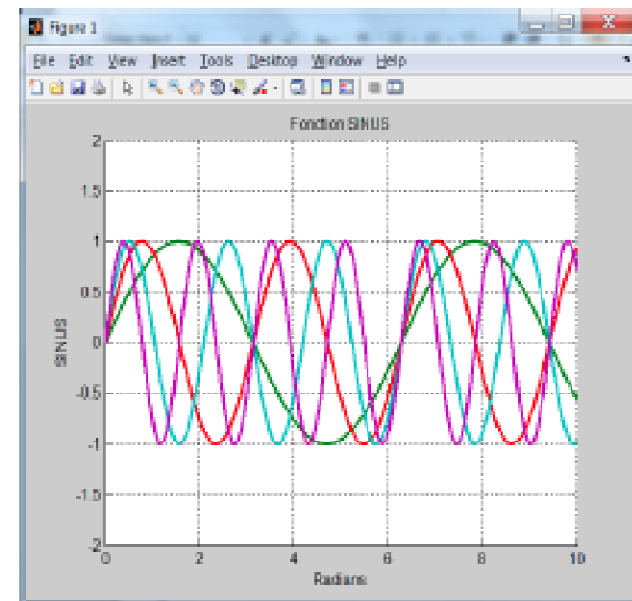 Figure 1
File Edit View Insert Tools Desktop Window Help
Fonction SINUS
2
1.5
1
0.5
0
-0.5
-1
-1.5
-2
SINUS
0 2 4 6 8 10
Radians